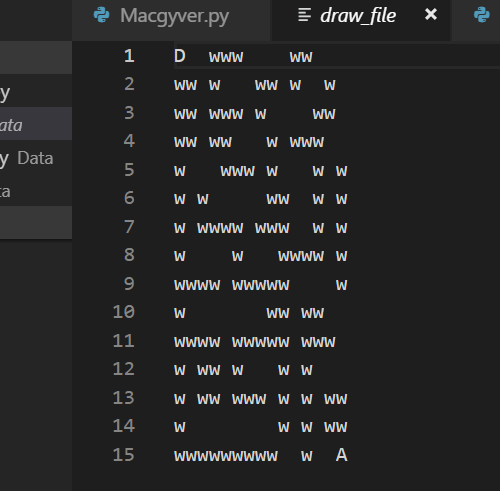 Macgyver.py draw_file
y
ata
y Data
ta
1 D  www    ww
2 ww w   ww w  w
3 ww www w    ww
4 ww ww   w www
5 w   www w   w w
6 w w     ww  w w
7 w wwww www  w w
8 w    w   wwww w
9 wwww wwwww    w
10 w       ww ww
11 wwww wwwww www
12 w ww w   w w
13 w ww www w w ww
14 w        w w ww
15 wwwwwwwww  w  A